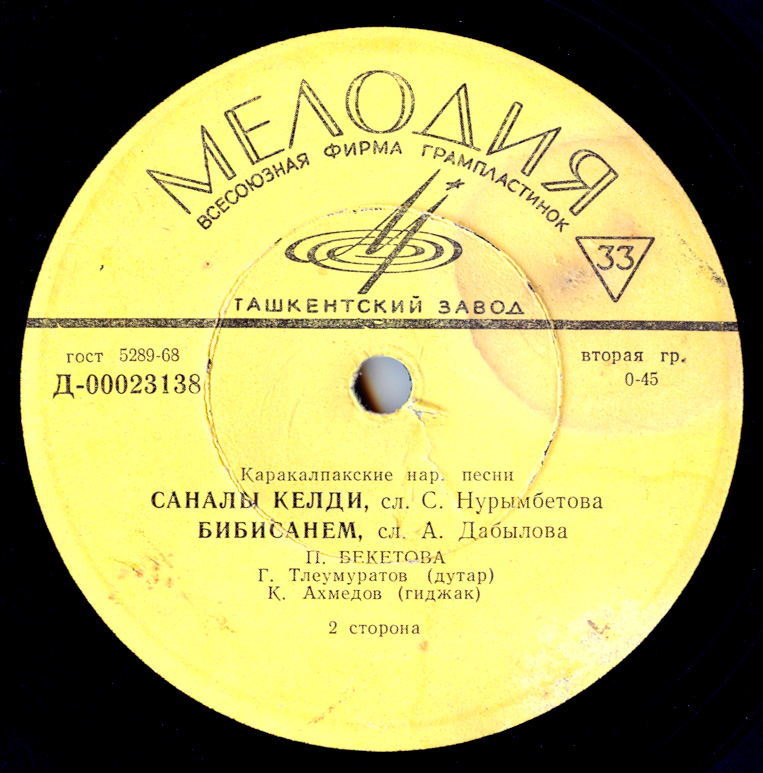 МЕЛОДИЯ
ВСЕСОЮЗНАЯ ФИРМА ГРАМПЛАСТИНОК
33
ТАШКЕНТСКИЙ ЗАВОД
гост 5289-68
Д-00023138
вторая гр.
0-45
Каракалпакские нар. песни
САНАЛЫ КЕЛДИ, сл. С. Нурымбетова
БИБИСАНЕМ, сл. А. Дабылова
П. БЕКЕТОВА
Г. Тлеумуратов (дутар)
К. Ахмедов (гиджак)
2 сторона